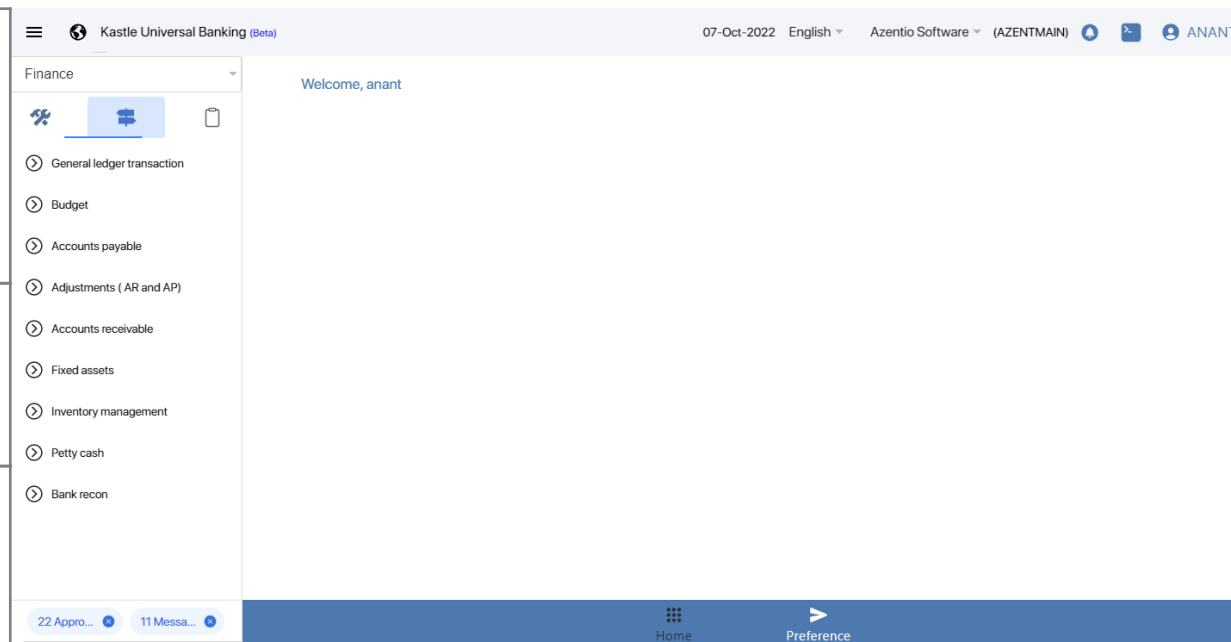 Kastle Universal Banking (Beta)
07-Oct-2022 English Azentio Software (AZENTMAIN) ANANT
Finance
Welcome, anant
General ledger transaction
Budget
Accounts payable
Adjustments ( AR and AP)
Accounts receivable
Fixed assets
Inventory management
Petty cash
Bank recon
22 Appro... 11 Messa...
Home Preference